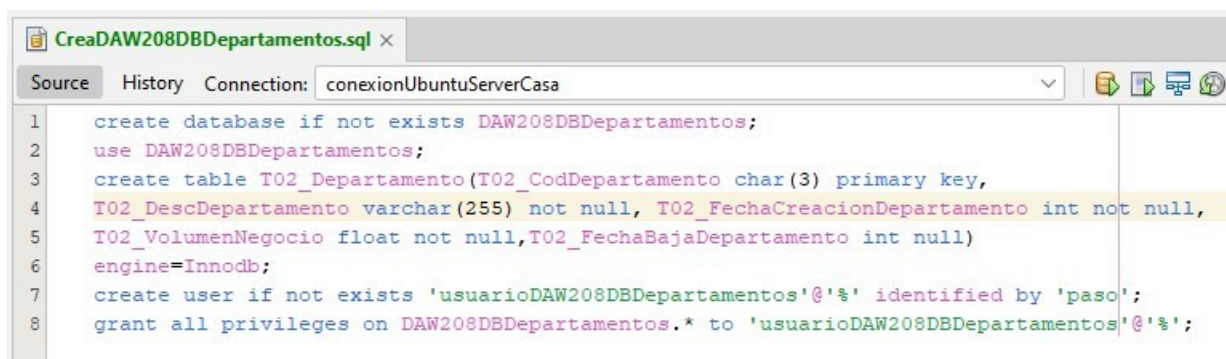 CreaDAW208DBDepartamentos.sql ×
Source History Connection: conexionUbuntuServerCasa
1 create database if not exists DAW208DBDepartamentos;
2 use DAW208DBDepartamentos;
3 create table T02_Departamento(T02_CodDepartamento char(3) primary key,
4 T02_DescDepartamento varchar(255) not null, T02_FechaCreacionDepartamento int not null,
5 T02_VolumenNegocio float not null,T02_FechaBajaDepartamento int null)
6 engine=Innodb;
7 create user if not exists 'usuarioDAW208DBDepartamentos'@'%' identified by 'paso';
8 grant all privileges on DAW208DBDepartamentos.* to 'usuarioDAW208DBDepartamentos'@'%';